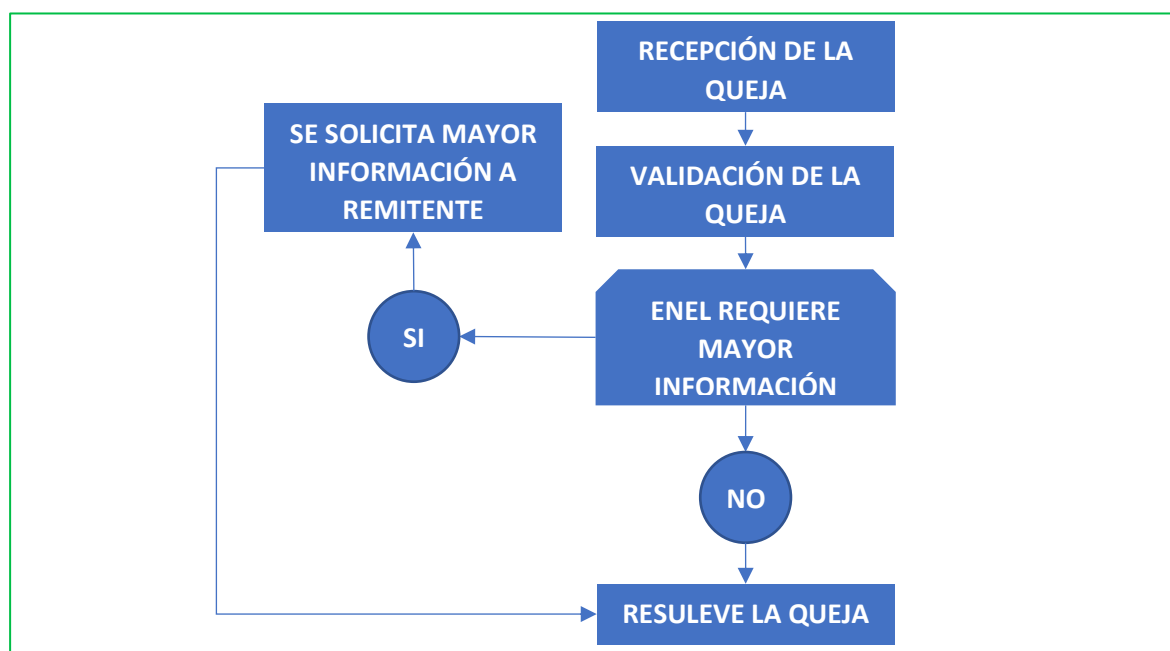 RECEPCIÓN DE LA
QUEJA
SE SOLICITA MAYOR
INFORMACIÓN A
REMITENTE
VALIDACIÓN DE LA
QUEJA
ENEL REQUIERE
MAYOR
INFORMACIÓN
SI
NO
RESULEVE LA QUEJA